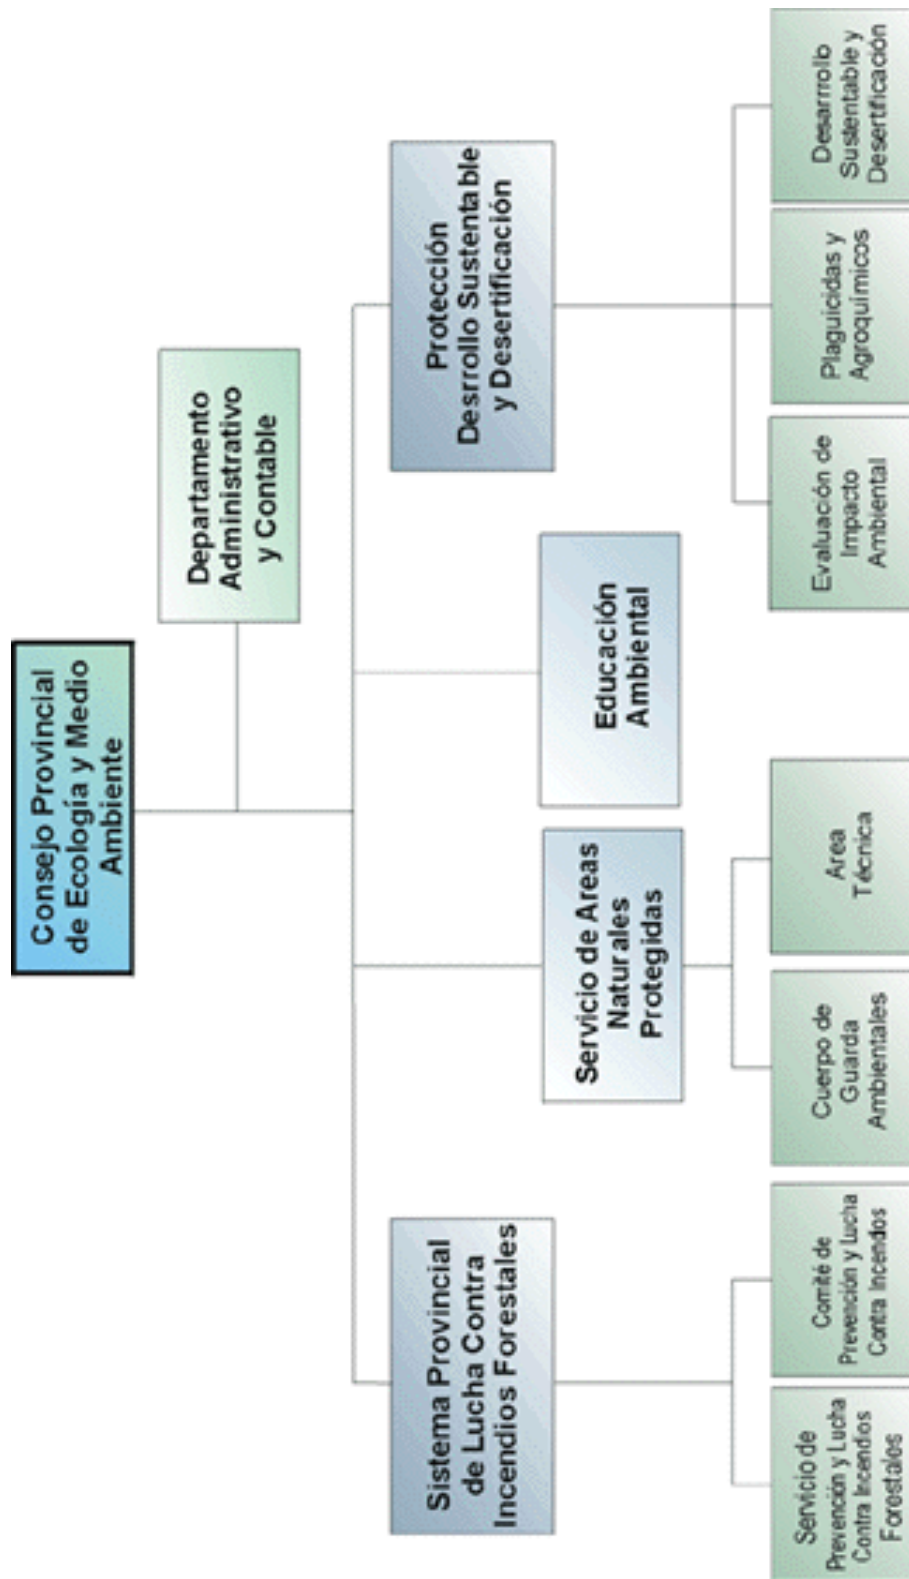 Consejo Provincial
de Ecología y Medio
Ambiente
Departamento
Administrativo
y Contable
Sistema Provincial
de Lucha Contra
Incendios Forestales
Servicio de Areas
Naturales
Protegidas
Educación
Ambiental
Protección
Desrrollo Sustentable
y Desertificación
Servicio de
Prevención y Lucha
Contra Incendios
Forestales
Comité de
Prevención y Lucha
Contra Incendos
Cuerpo de
Guarda
Ambientales
Area
Técnica
Evaluación de
Impacto
Ambiental
Plaguicidas y
Agroquímicos
Desarrrollo
Sustentable y
Desertificación